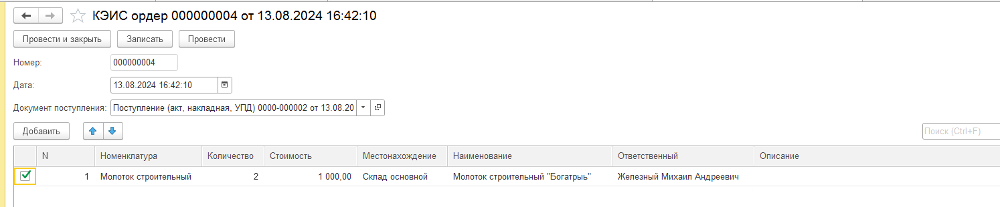 КЭИС ордер 000000004 от 13.08.2024 16:42:10
Провести и закрыть Записать Провести
Номер: 000000004
Дата: 13.08.2024 16:42:10
Документ поступления: Поступление (акт, накладная, УПД) 0000-000002 от 13.08.20
Добавить Поиск (Ctrl+F)
N Номенклатура Количество Стоимость Местонахождение Наименование Ответственный Описание
1 Молоток строительный 2 1 000,00 Склад основной Молоток строительный "Богатрыь" Железный Михаил Андреевич